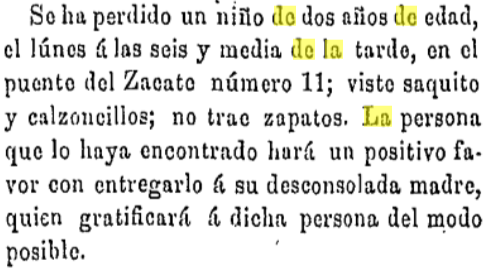 Se ha perdido un niño de dos años de edad,
el lúnes á las seis y media de la tarde, en el
puente del Zacate número 11; viste saquito
y calzoncillos; no trae zapatos. La persona
que lo haya encontrado hará un positivo fa-
vor con entregarlo á su desconsolada madre,
quien gratificará á dicha persona del modo
posible.